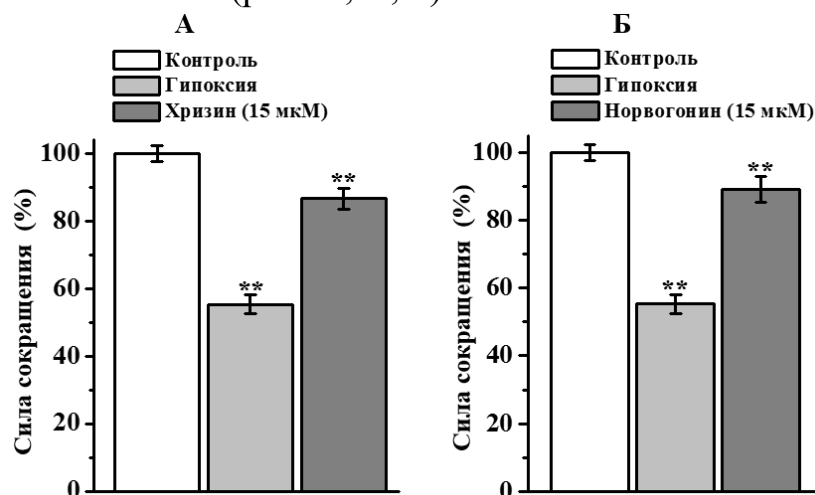 А
Контроль
Гипоксия
Хризин (15 мкМ)
Сила сокращения (%)
100
80
60
40
20
0
**
**
Б
Контроль
Гипоксия
Норвогонин (15 мкМ)
Сила сокращения (%)
100
80
60
40
20
0
**
**